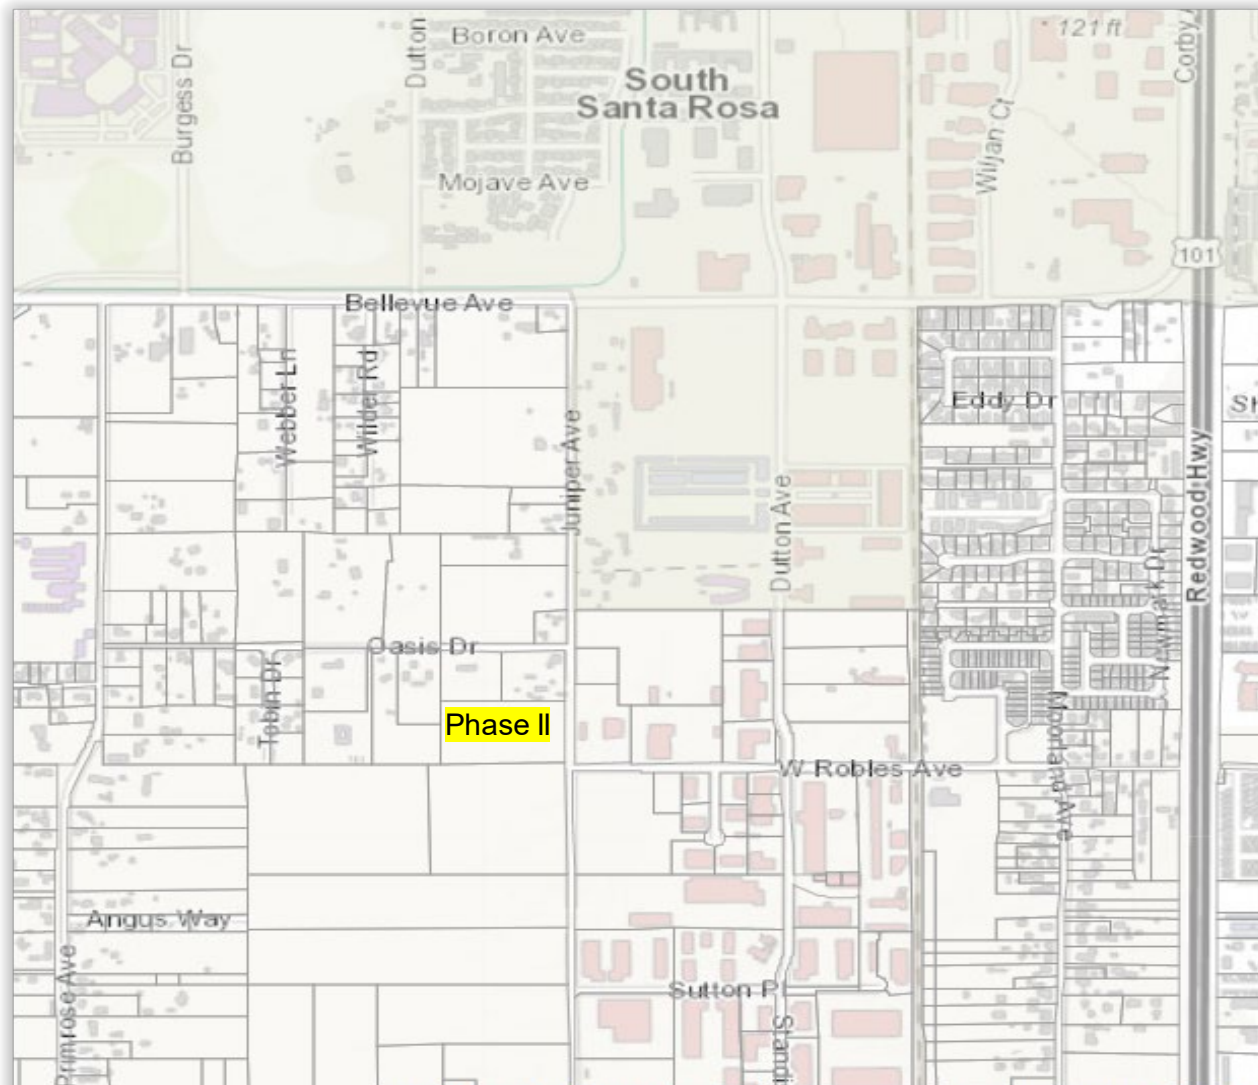 Dutton
Boron Ave
121 ft
Corby
Burgess Dr
South
Santa Rosa
Wiljan Ct
Mojave Ave
101
Bellevue Ave
Webber Ln
Wilder Rd
Eddy Dr
Juniper Ave
Redwood Hwy
Dutton Ave
Newmark Dr
Oasis Dr
Tobin Dr
Phase II
Moorland Ave
W Robles Ave
Angus Way
Primrose Ave
Sutton Pl